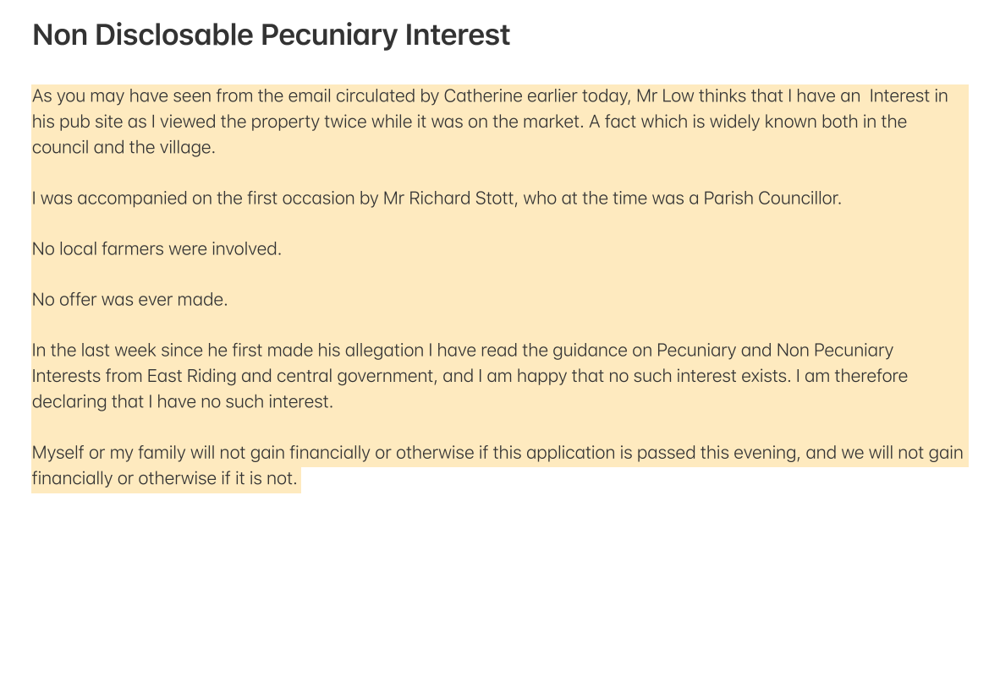 Non Disclosable Pecuniary Interest
As you may have seen from the email circulated by Catherine earlier today, Mr Low thinks that I have an  Interest in
his pub site as I viewed the property twice while it was on the market. A fact which is widely known both in the
council and the village.
I was accompanied on the first occasion by Mr Richard Stott, who at the time was a Parish Councillor.
No local farmers were involved.
No offer was ever made.
In the last week since he first made his allegation I have read the guidance on Pecuniary and Non Pecuniary
Interests from East Riding and central government, and I am happy that no such interest exists. I am therefore
declaring that I have no such interest.
Myself or my family will not gain financially or otherwise if this application is passed this evening, and we will not gain
financially or otherwise if it is not.